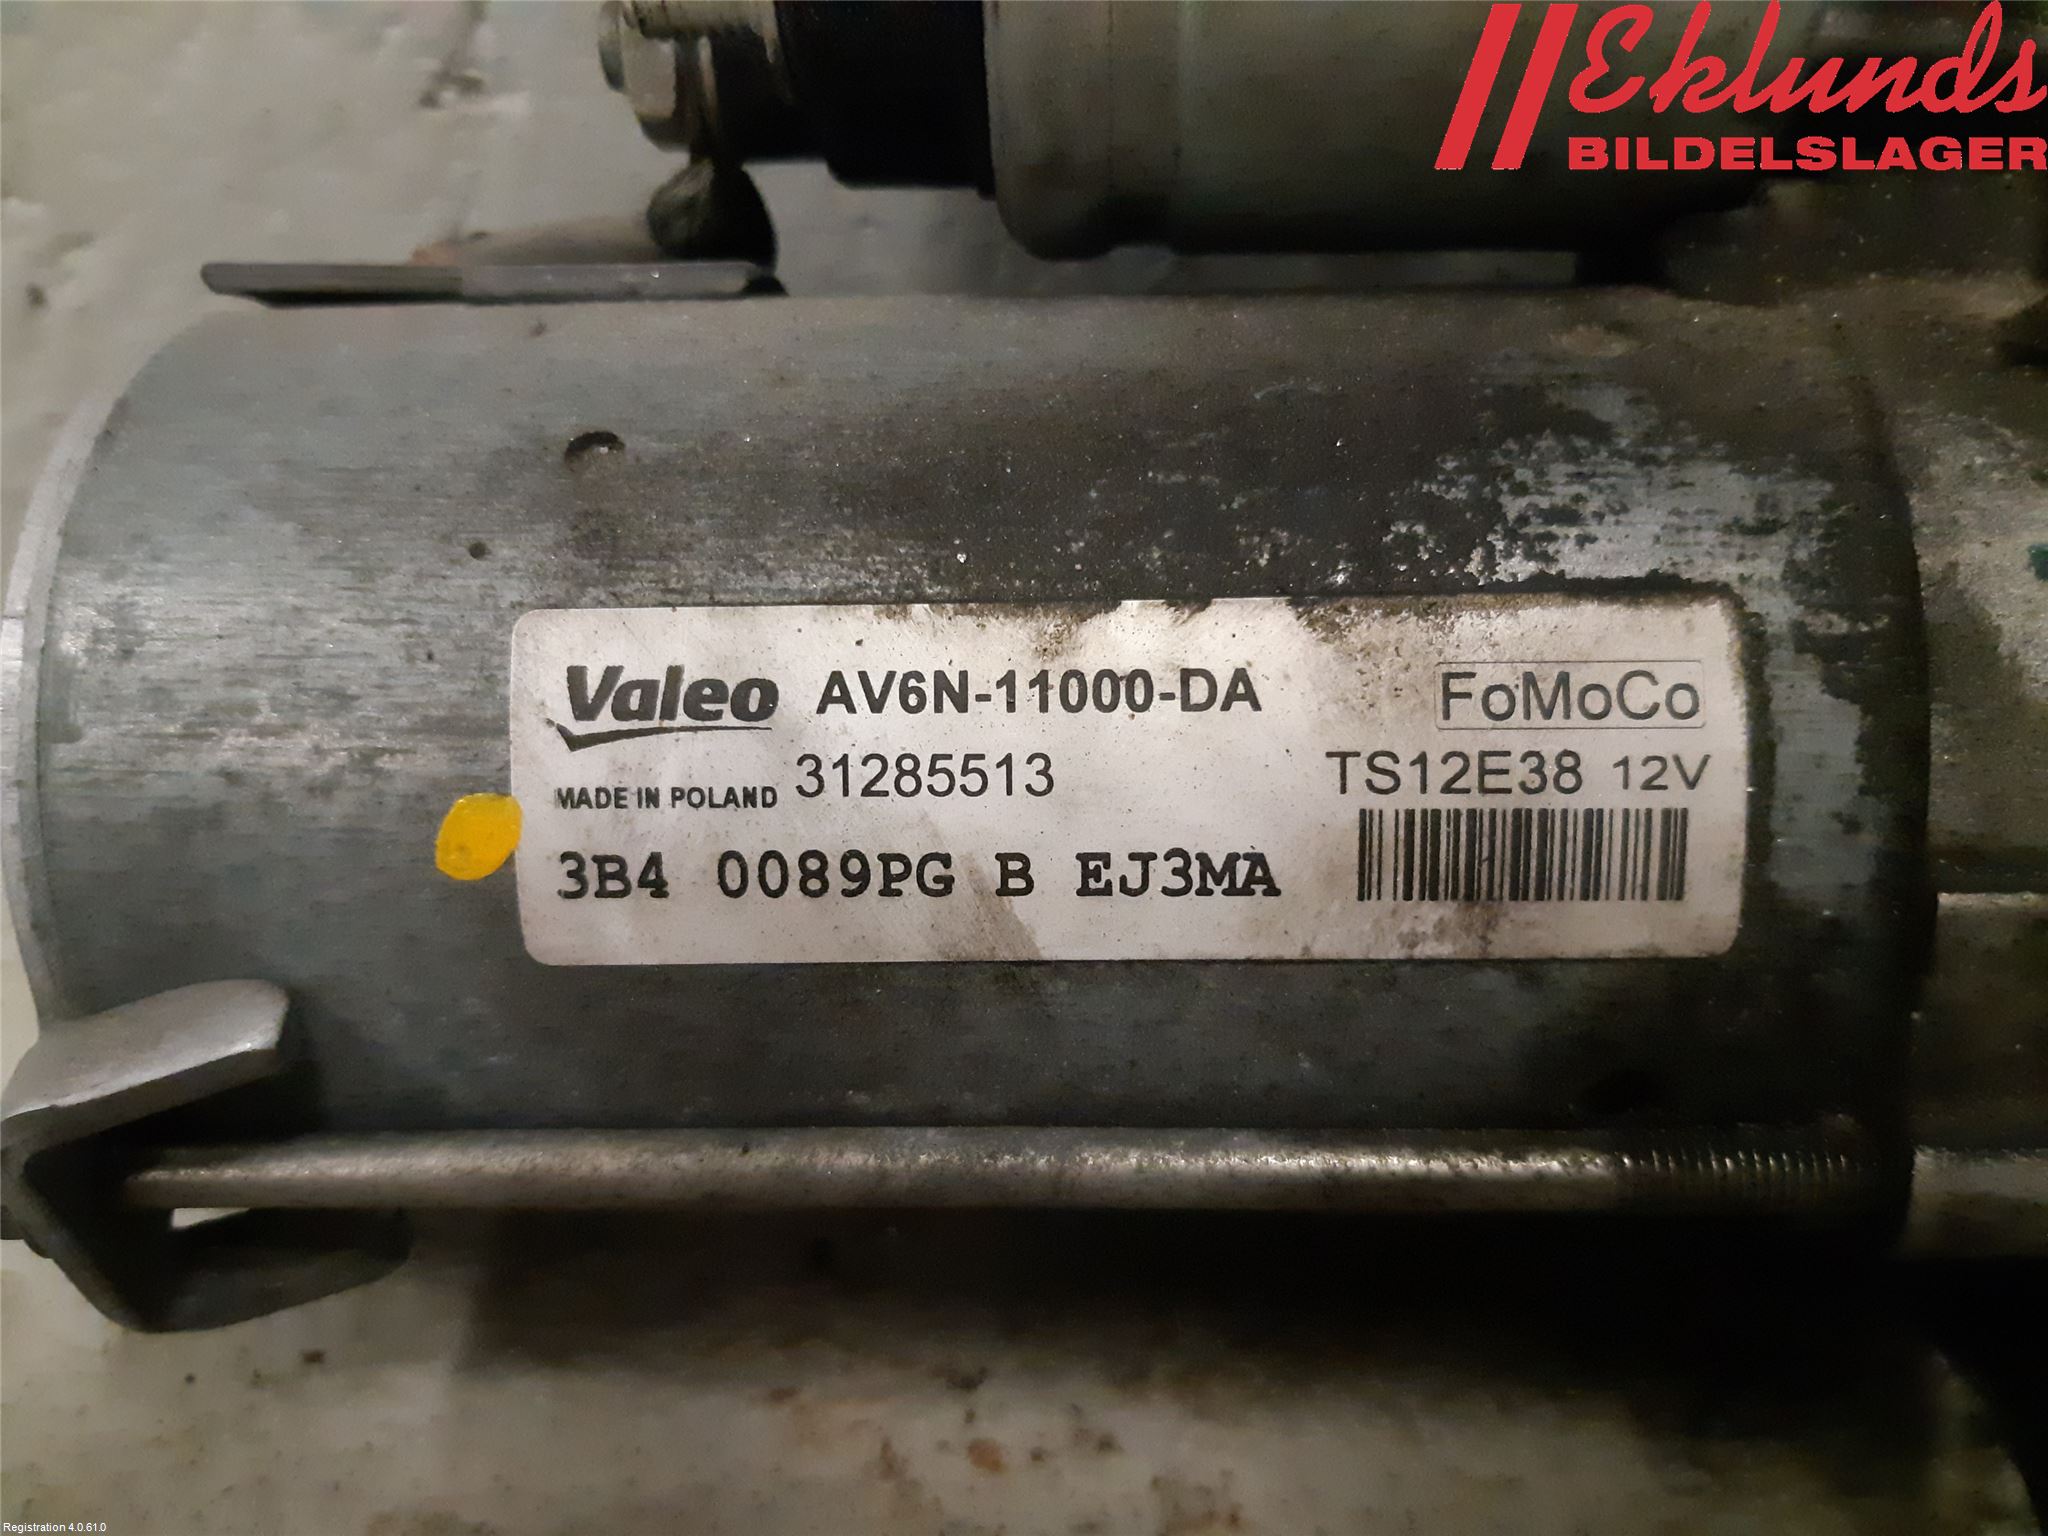 Eklunds
BILDELSLAGER
Valeo AV6N-11000-DA FoMoCo
MADE IN POLAND 31285513 TS12E38 12V
3B4 0089PG B EJ3MA
Registration 4.0.61.0